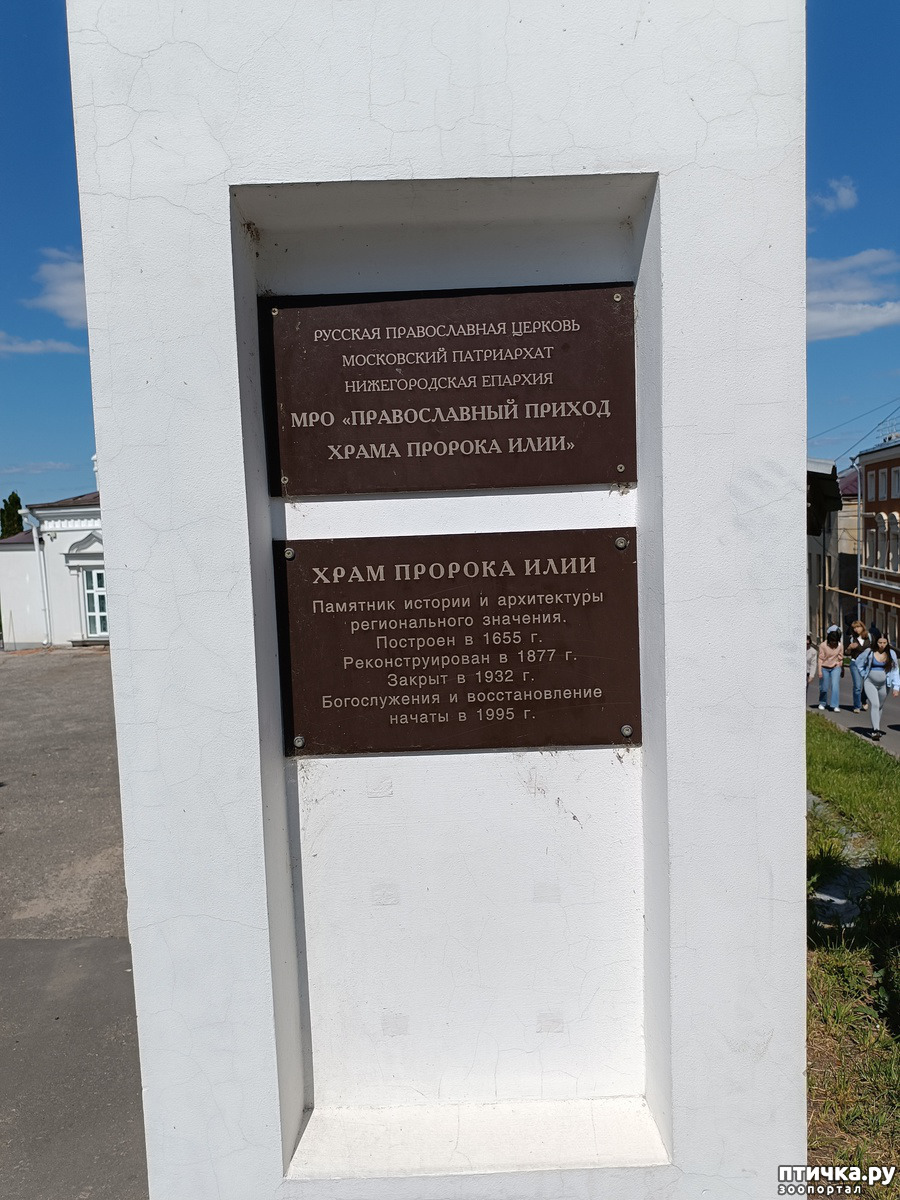 РУССКАЯ ПРАВОСЛАВНАЯ ЦЕРКОВЬ
МОСКОВСКИЙ ПАТРИАРХАТ
НИЖЕГОРОДСКАЯ ЕПАРХИЯ
МРО «ПРАВОСЛАВНЫЙ ПРИХОД
ХРАМА ПРОРОКА ИЛИИ»
ХРАМ ПРОРОКА ИЛИИ
Памятник истории и архитектуры
регионального значения.
Построен в 1655 г.
Реконструирован в 1877 г.
Закрыт в 1932 г.
Богослужения и восстановление
начаты в 1995 г.
птичка.ру
зоопортал